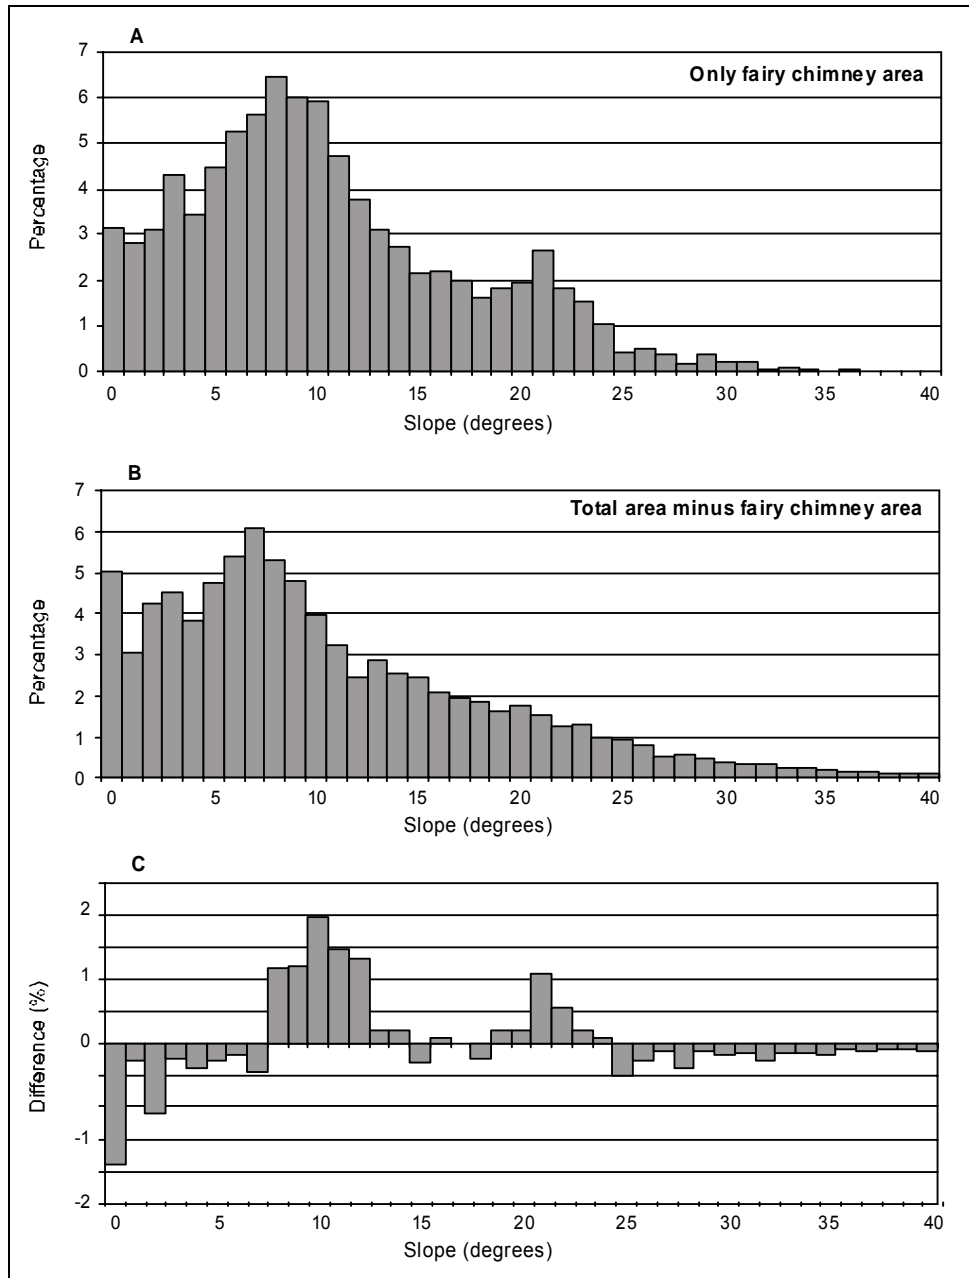 A
Only fairy chimney area
7
6
5
4
3
2
1
0
Percentage
0 5 10 15 20 25 30 35 40
Slope (degrees)
B
Total area minus fairy chimney area
7
6
5
4
3
2
1
0
Percentage
0 5 10 15 20 25 30 35 40
Slope (degrees)
C
2
1
0
-1
-2
Difference (%)
0 5 10 15 20 25 30 35 40
Slope (degrees)